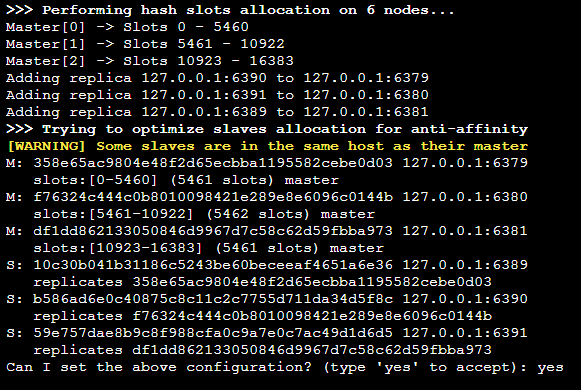 >>> Performing hash slots allocation on 6 nodes...
Master[0] -> Slots 0 - 5460
Master[1] -> Slots 5461 - 10922
Master[2] -> Slots 10923 - 16383
Adding replica 127.0.0.1:6390 to 127.0.0.1:6379
Adding replica 127.0.0.1:6391 to 127.0.0.1:6380
Adding replica 127.0.0.1:6389 to 127.0.0.1:6381
>>> Trying to optimize slaves allocation for anti-affinity
[WARNING] Some slaves are in the same host as their master
M: 358e65ac9804e48f2d65ecbba1195582cebe0d03 127.0.0.1:6379
   slots:[0-5460] (5461 slots) master
M: f76324c444c0b8010098421e289e8e6096c0144b 127.0.0.1:6380
   slots:[5461-10922] (5462 slots) master
M: df1dd862133050846d9967d7c58c62d59fbba973 127.0.0.1:6381
   slots:[10923-16383] (5461 slots) master
S: 10c30b041b31186c5243be60beceeaf4651a6e36 127.0.0.1:6389
   replicates 358e65ac9804e48f2d65ecbba1195582cebe0d03
S: b586ad6e0c40875c8c11c2c7755d711da34d5f8c 127.0.0.1:6390
   replicates f76324c444c0b8010098421e289e8e6096c0144b
S: 59e757dae8b9c8f988cfa0c9a7e0c7ac49d1d6d5 127.0.0.1:6391
   replicates df1dd862133050846d9967d7c58c62d59fbba973
Can I set the above configuration? (type 'yes' to accept): yes